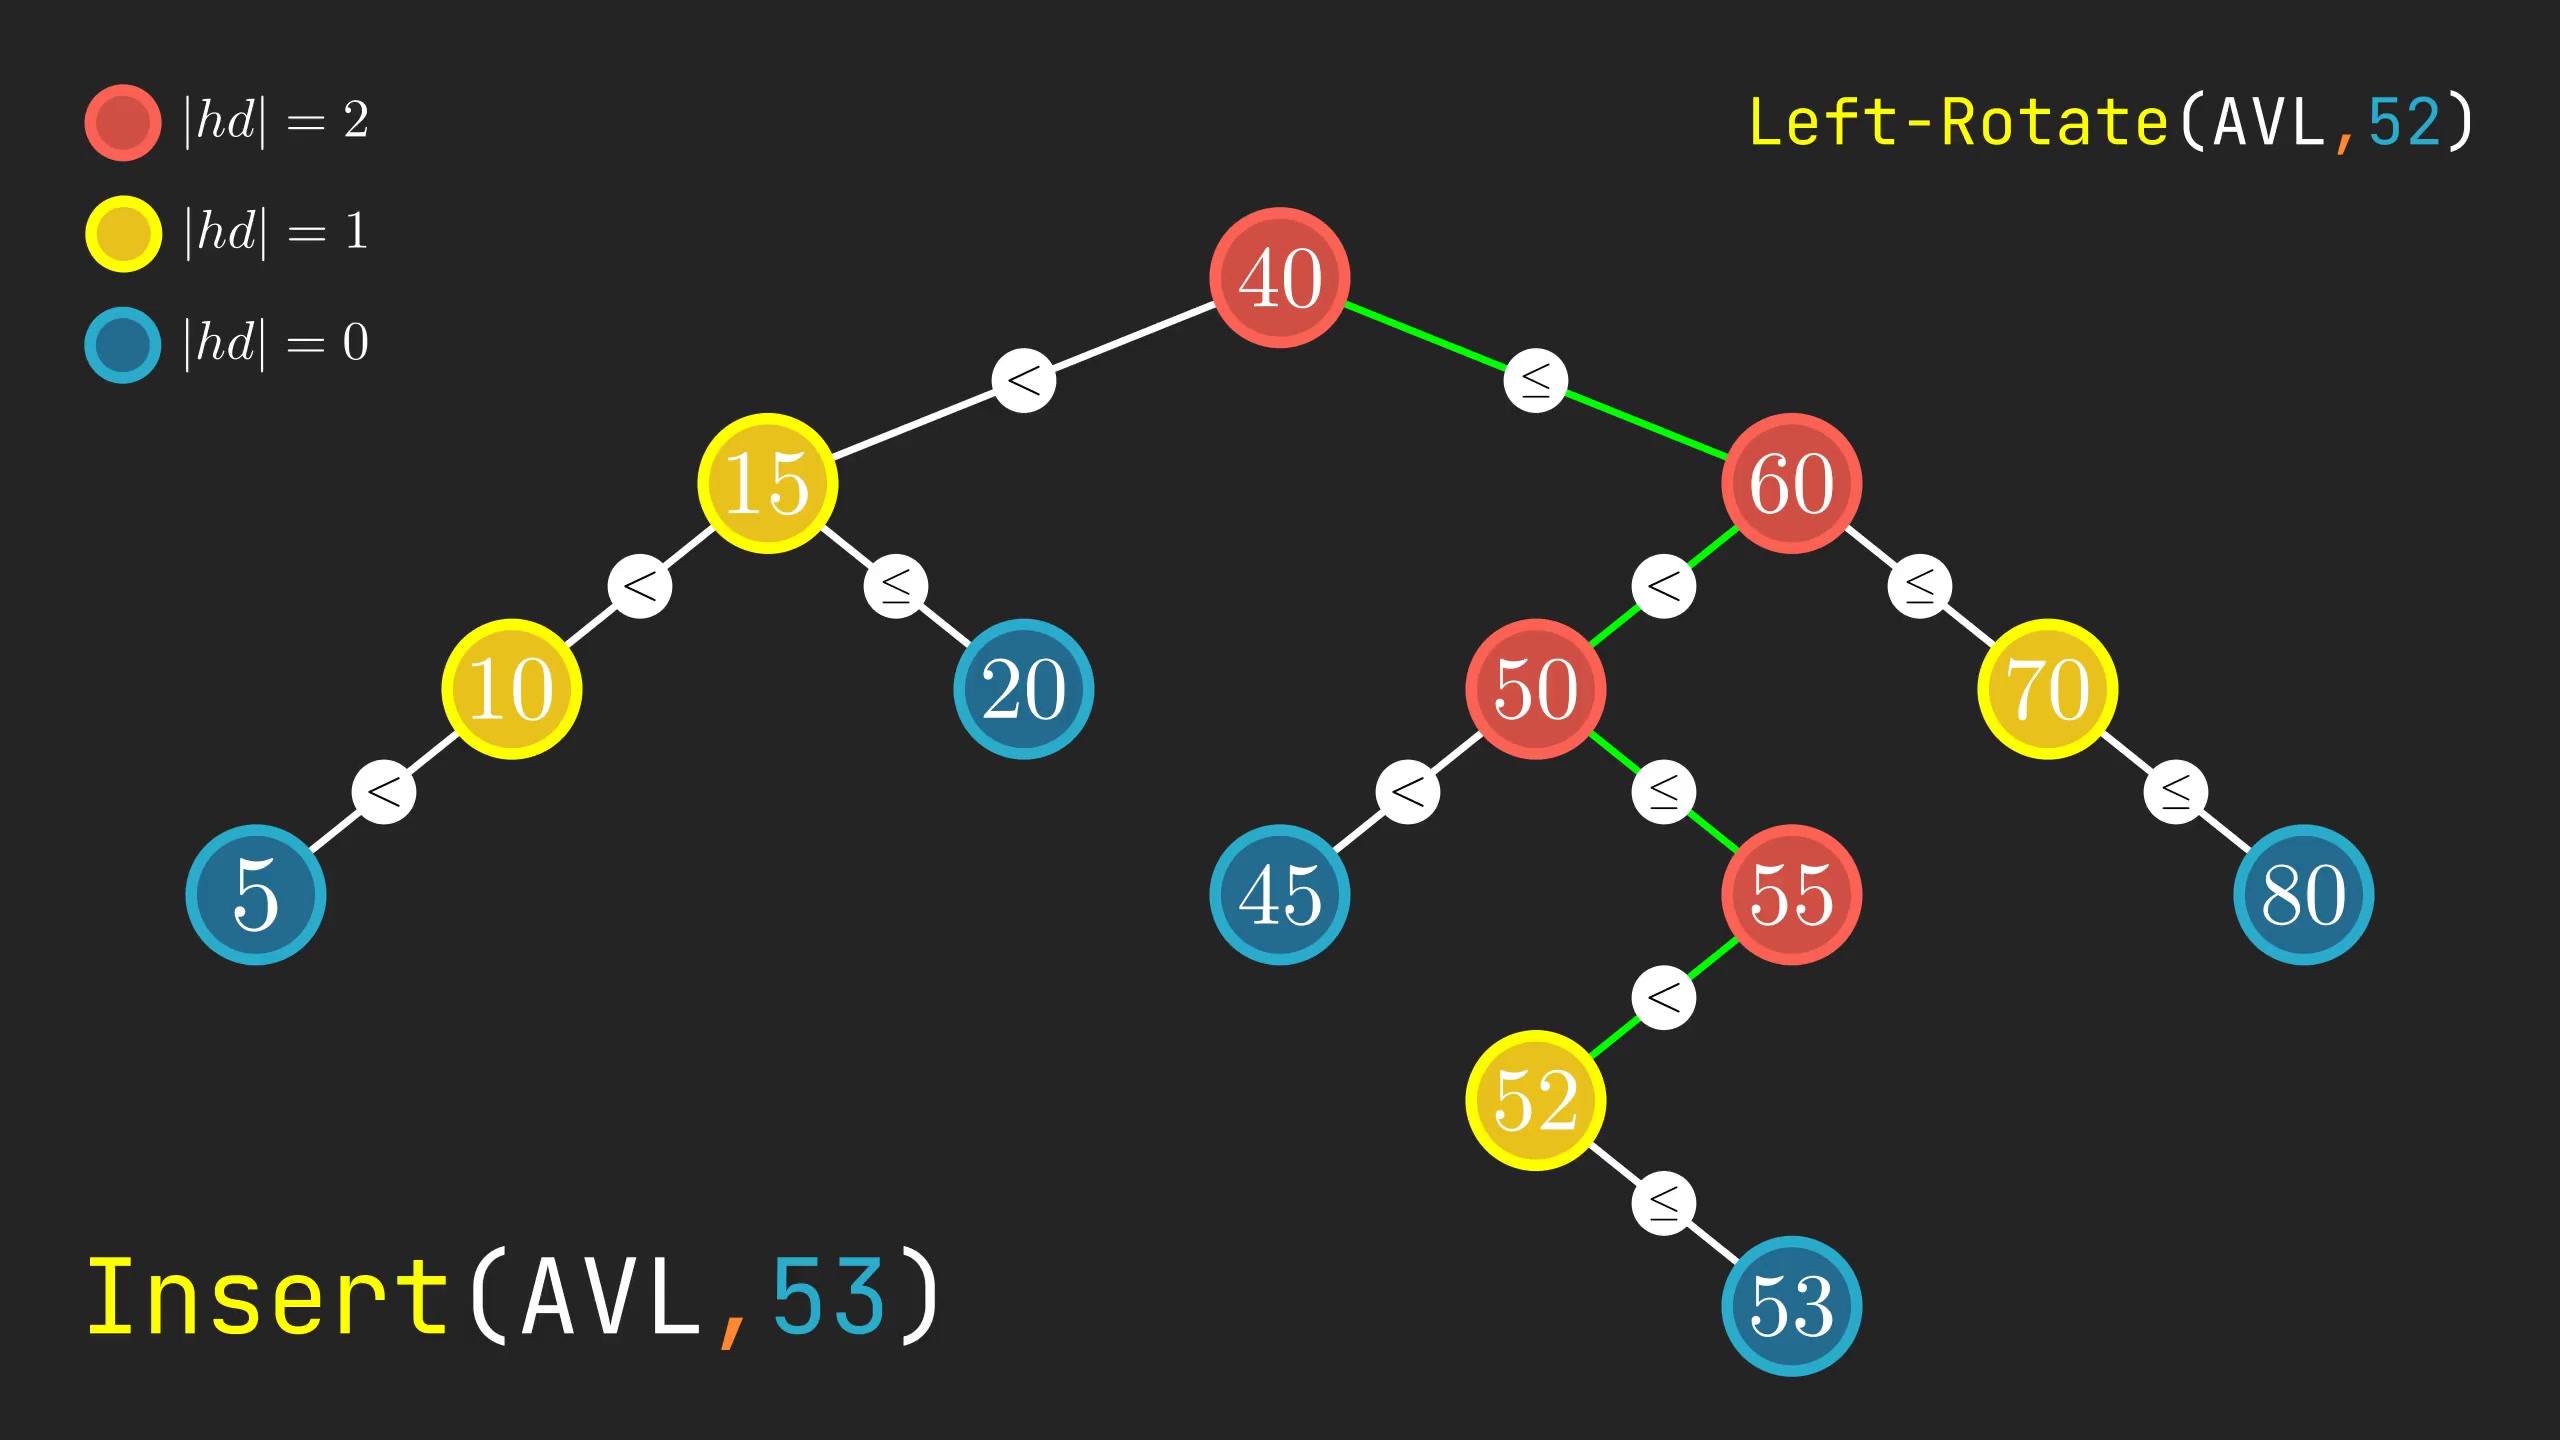 |hd| = 2
Left-Rotate(AVL,52)
|hd| = 1
|hd| = 0
40
< ≤
15 60
< ≤ < ≤
10 20 50 70
< < ≤ ≤
5 45 55 80
<
52
≤
53
Insert(AVL,53)